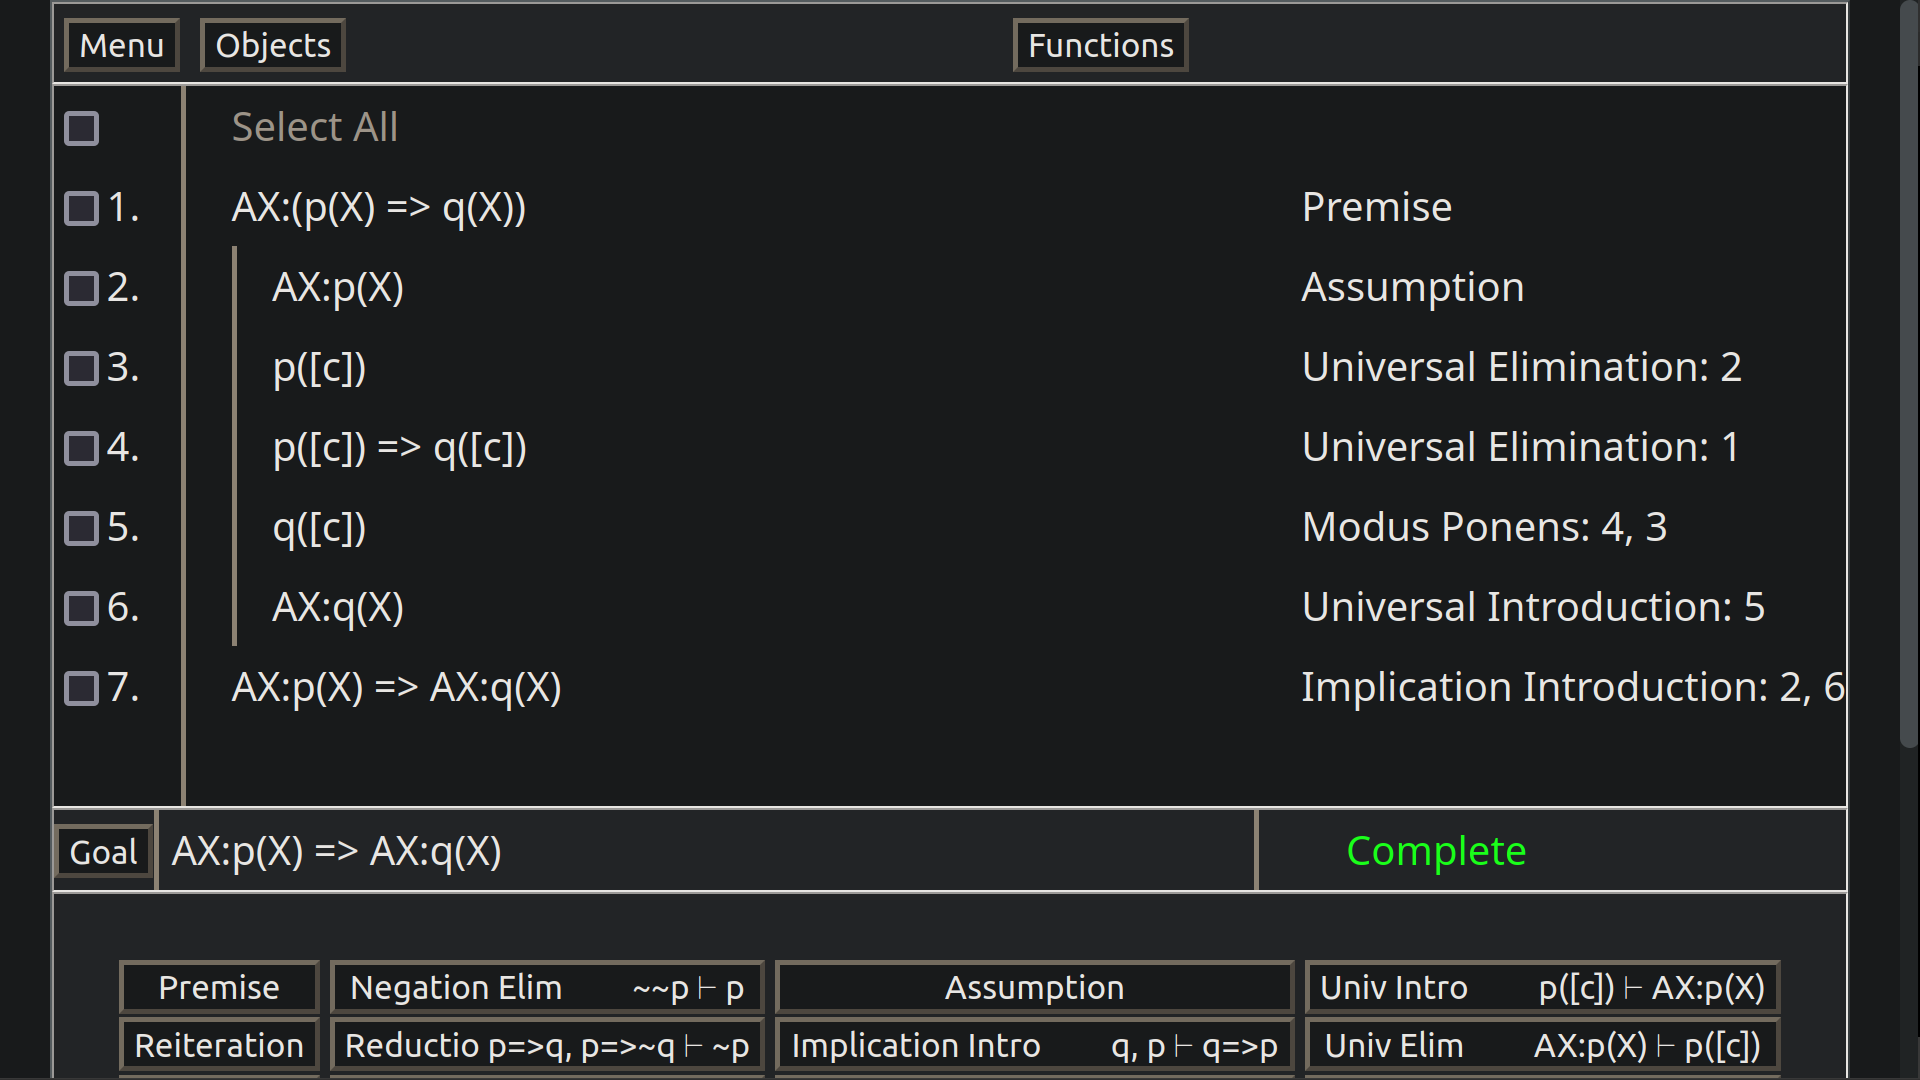 Menu Objects Functions
Select All
1. AX:(p(X) => q(X)) Premise
2. AX:p(X) Assumption
3. p([c]) Universal Elimination: 2
4. p([c]) => q([c]) Universal Elimination: 1
5. q([c]) Modus Ponens: 4, 3
6. AX:q(X) Universal Introduction: 5
7. AX:p(X) => AX:q(X) Implication Introduction: 2, 6
Goal AX:p(X) => AX:q(X) Complete
Premise Negation Elim ~~p ⊢ p Assumption Univ Intro p([c]) ⊢ AX:p(X)
Reiteration Reductio p=>q, p=>~q ⊢ ~p Implication Intro q, p ⊢ q=>p Univ Elim AX:p(X) ⊢ p([c])